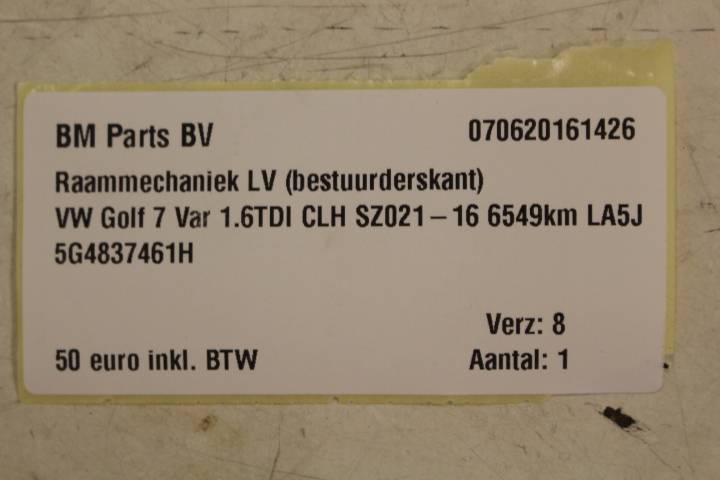 BM Parts BV 070620161426
Raammechaniek LV (bestuurderskant)
VW Golf 7 Var 1.6TDI CLH SZ021-16 6549km LA5J
5G4837461H
Verz: 8
50 euro inkl. BTW Aantal: 1